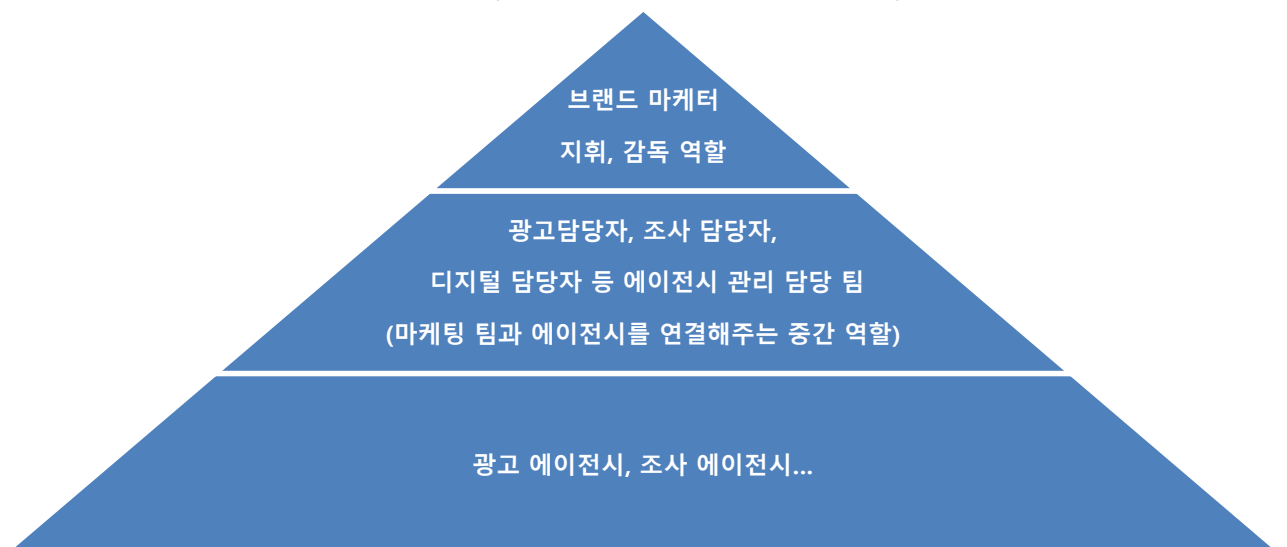 브랜드 마케터
지휘, 감독 역할
광고담당자, 조사 담당자,
디지털 담당자 등 에이전시 관리 담당 팀
(마케팅 팀과 에이전시를 연결해주는 중간 역할)
광고 에이전시, 조사 에이전시...